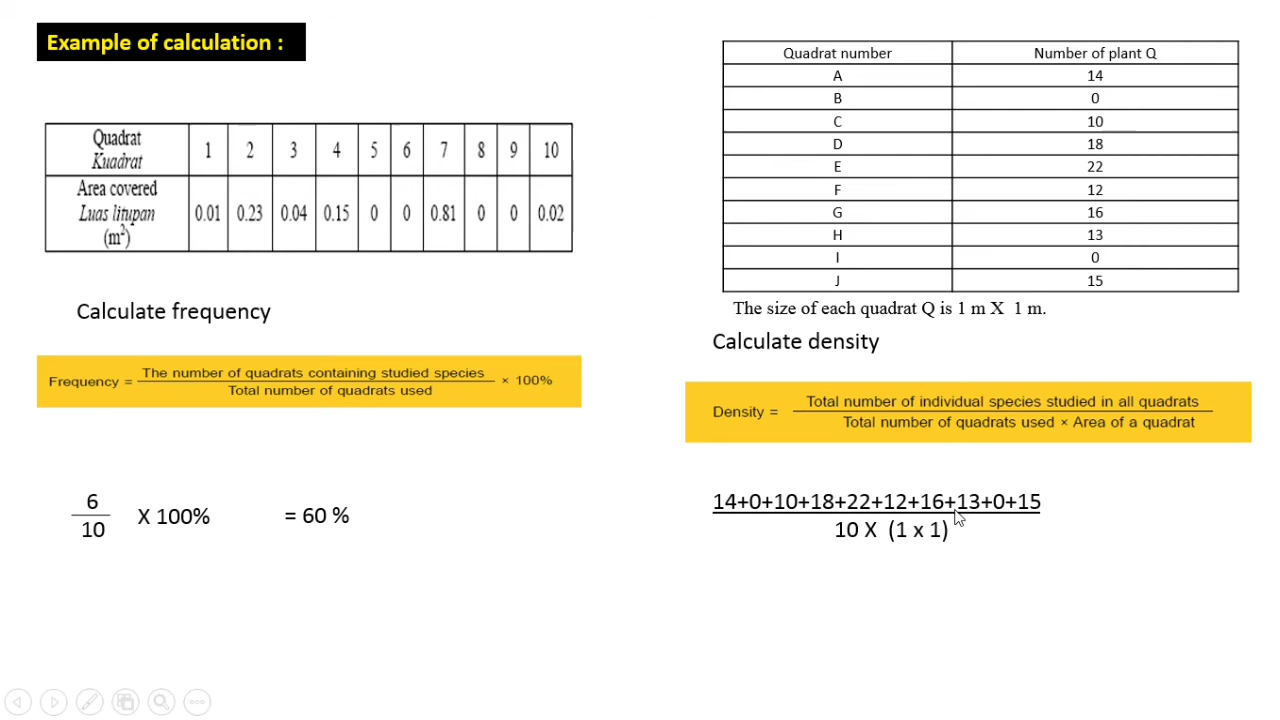 Example of calculation :
Quadrat 1 2 3 4 5 6 7 8 9 10
Kuadrat
Area covered
Luas litupan 0.01 0.23 0.04 0.15 0 0 0.81 0 0 0.02
(m²)
Calculate frequency
The number of quadrats containing studied species
Frequency = × 100%
Total number of quadrats used
6
X 100% = 60 %
10
Quadrat number Number of plant Q
A 14
B 0
C 10
D 18
E 22
F 12
G 16
H 13
I 0
J 15
The size of each quadrat Q is 1 m X 1 m.
Calculate density
Total number of individual species studied in all quadrats
Density =
Total number of quadrats used × Area of a quadrat
14+0+10+18+22+12+16+13+0+15
10 X (1 x 1)